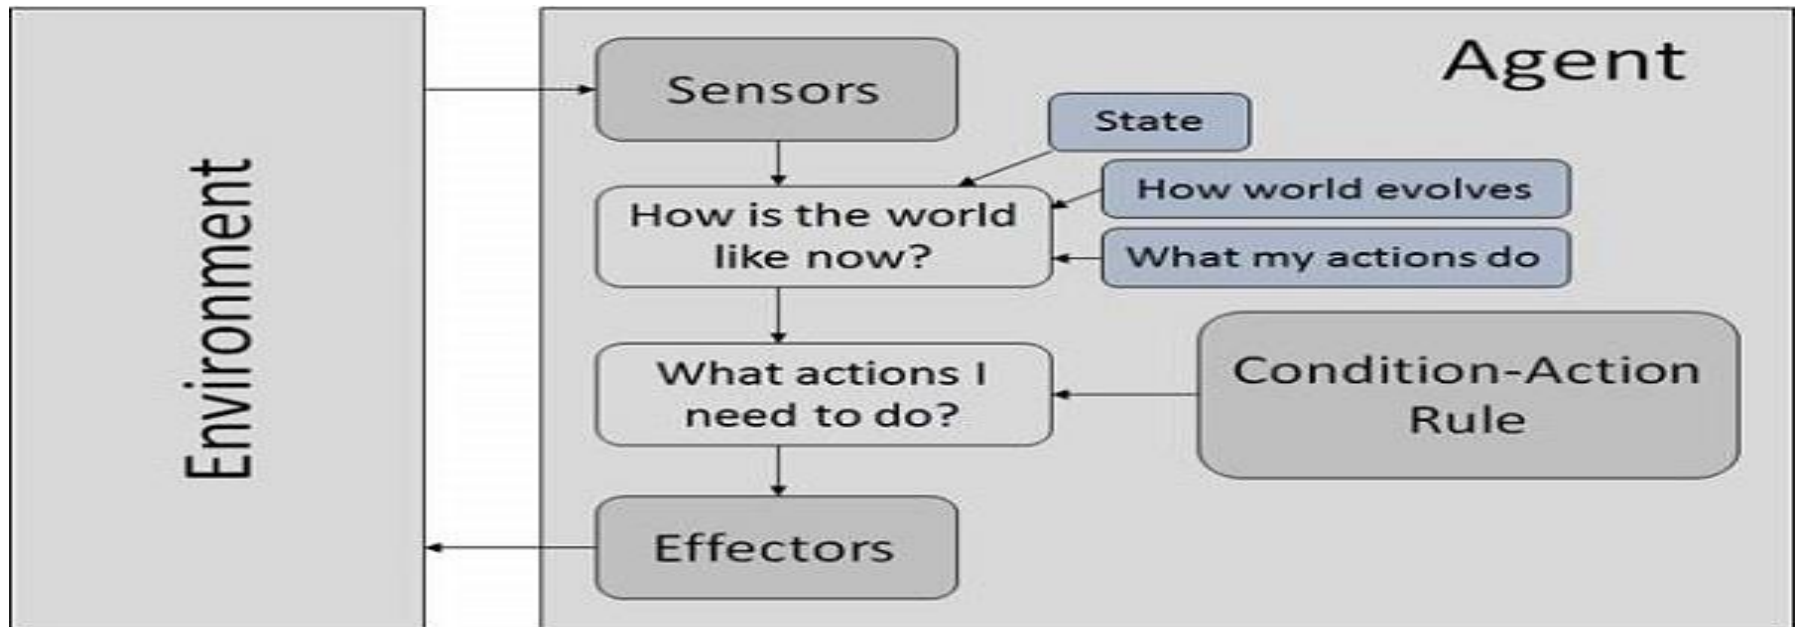 Environment
Agent
Sensors
State
How world evolves
How is the world
like now?
What my actions do
What actions I
need to do?
Condition-Action
Rule
Effectors